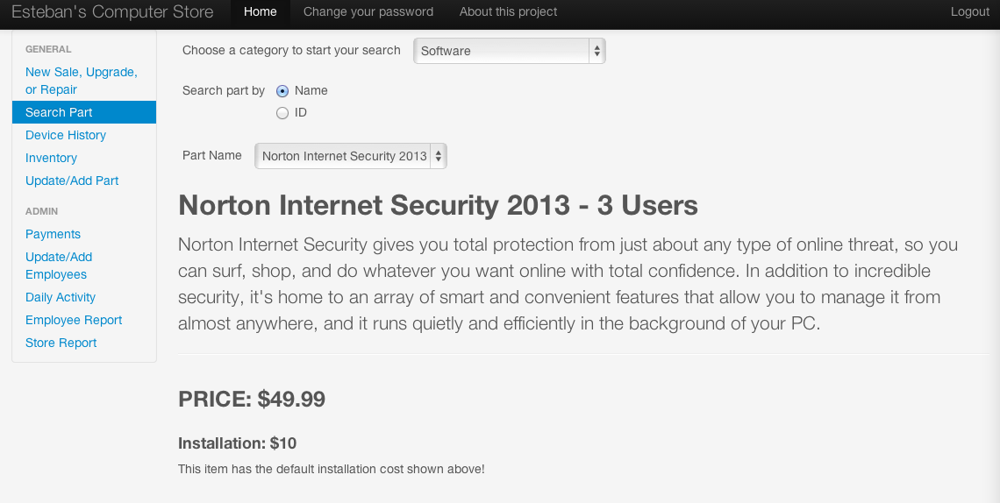 Esteban's Computer Store Home Change your password About this project Logout
GENERAL
New Sale, Upgrade,
or Repair
Search Part
Device History
Inventory
Update/Add Part
ADMIN
Payments
Update/Add
Employees
Daily Activity
Employee Report
Store Report
Choose a category to start your search Software
Search part by Name
ID
Part Name Norton Internet Security 2013
Norton Internet Security 2013 - 3 Users
Norton Internet Security gives you total protection from just about any type of online threat, so you
can surf, shop, and do whatever you want online with total confidence. In addition to incredible
security, it's home to an array of smart and convenient features that allow you to manage it from
almost anywhere, and it runs quietly and efficiently in the background of your PC.
PRICE: $49.99
Installation: $10
This item has the default installation cost shown above!